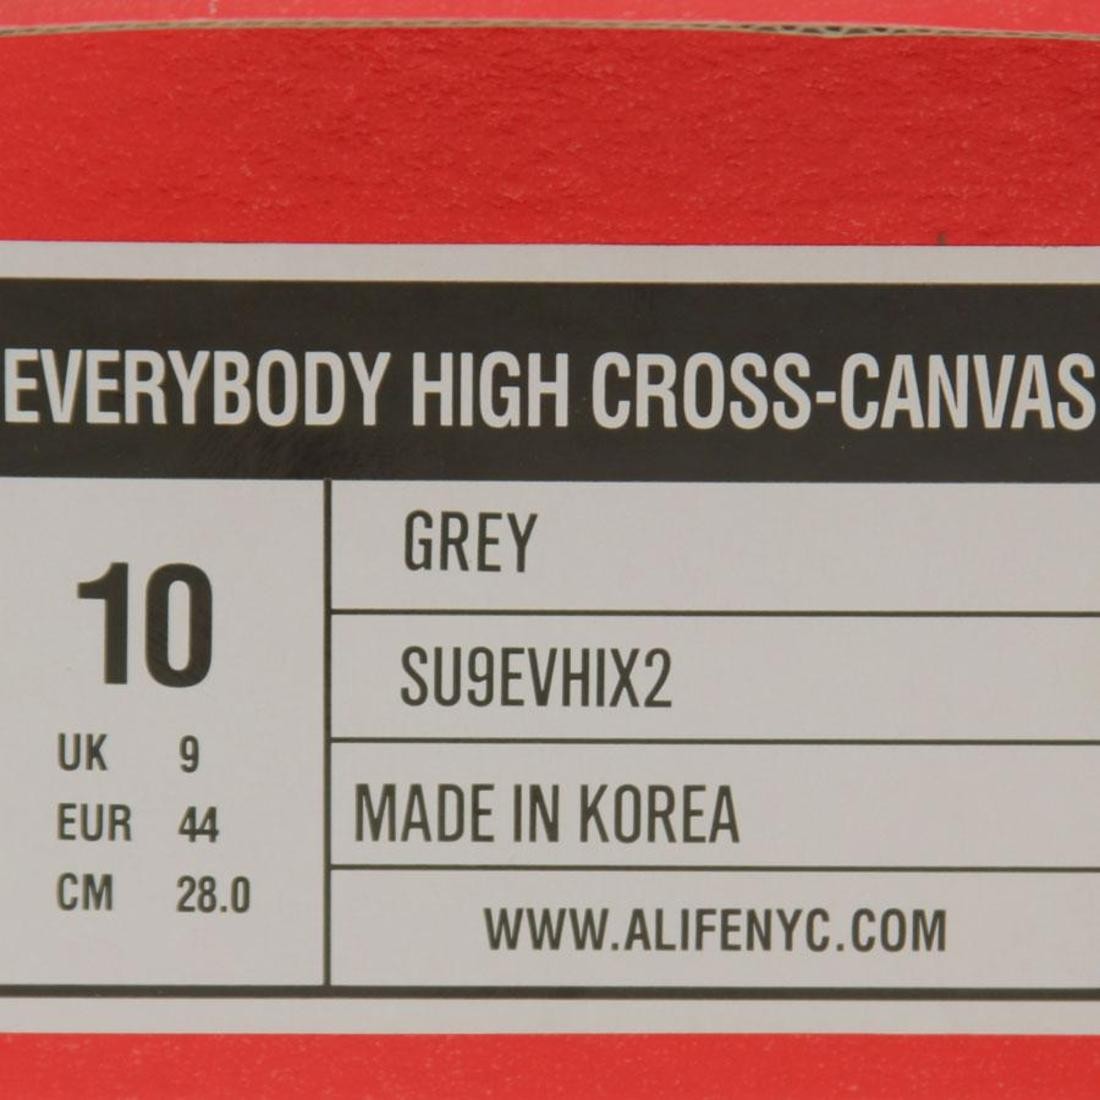 EVERYBODY HIGH CROSS-CANVAS
10
UK 9
EUR 44
CM 28.0
GREY
SU9EVHIX2
MADE IN KOREA
WWW.ALIFENYC.COM